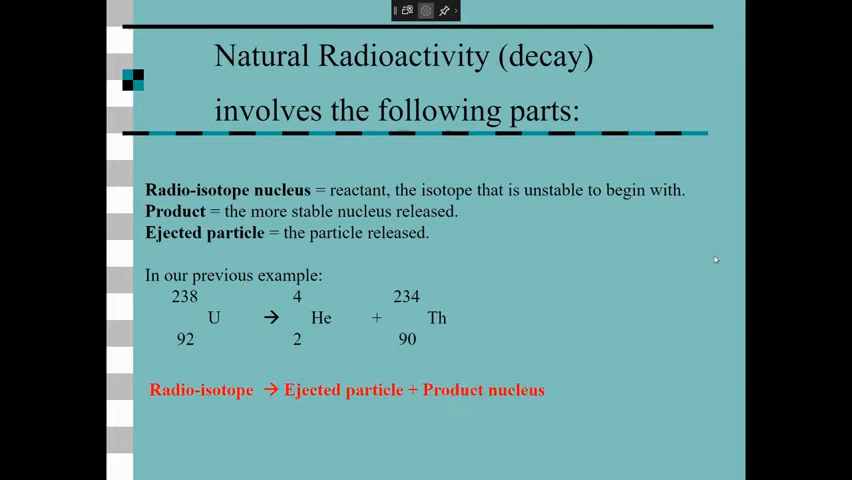 Natural Radioactivity (decay)
involves the following parts:
Radio-isotope nucleus = reactant, the isotope that is unstable to begin with.
Product = the more stable nucleus released.
Ejected particle = the particle released.
In our previous example:
238 4 234
U → He + Th
92 2 90
Radio-isotope → Ejected particle + Product nucleus